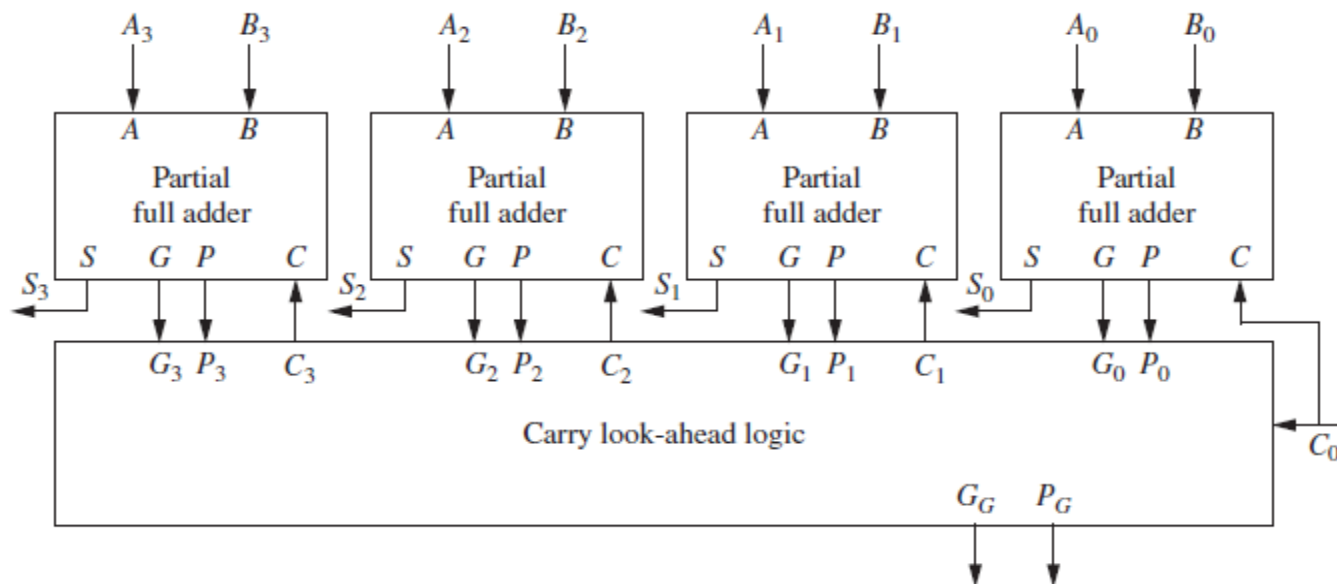 A3 B3 A2 B2 A1 B1 A0 B0
A B A B A B A B
Partial Partial Partial Partial
full adder full adder full adder full adder
S G P C S G P C S G P C S G P C
S3 S2 S1 S0
G3 P3 C3 G2 P2 C2 G1 P1 C1 G0 P0
Carry look-ahead logic
C0
GG PG